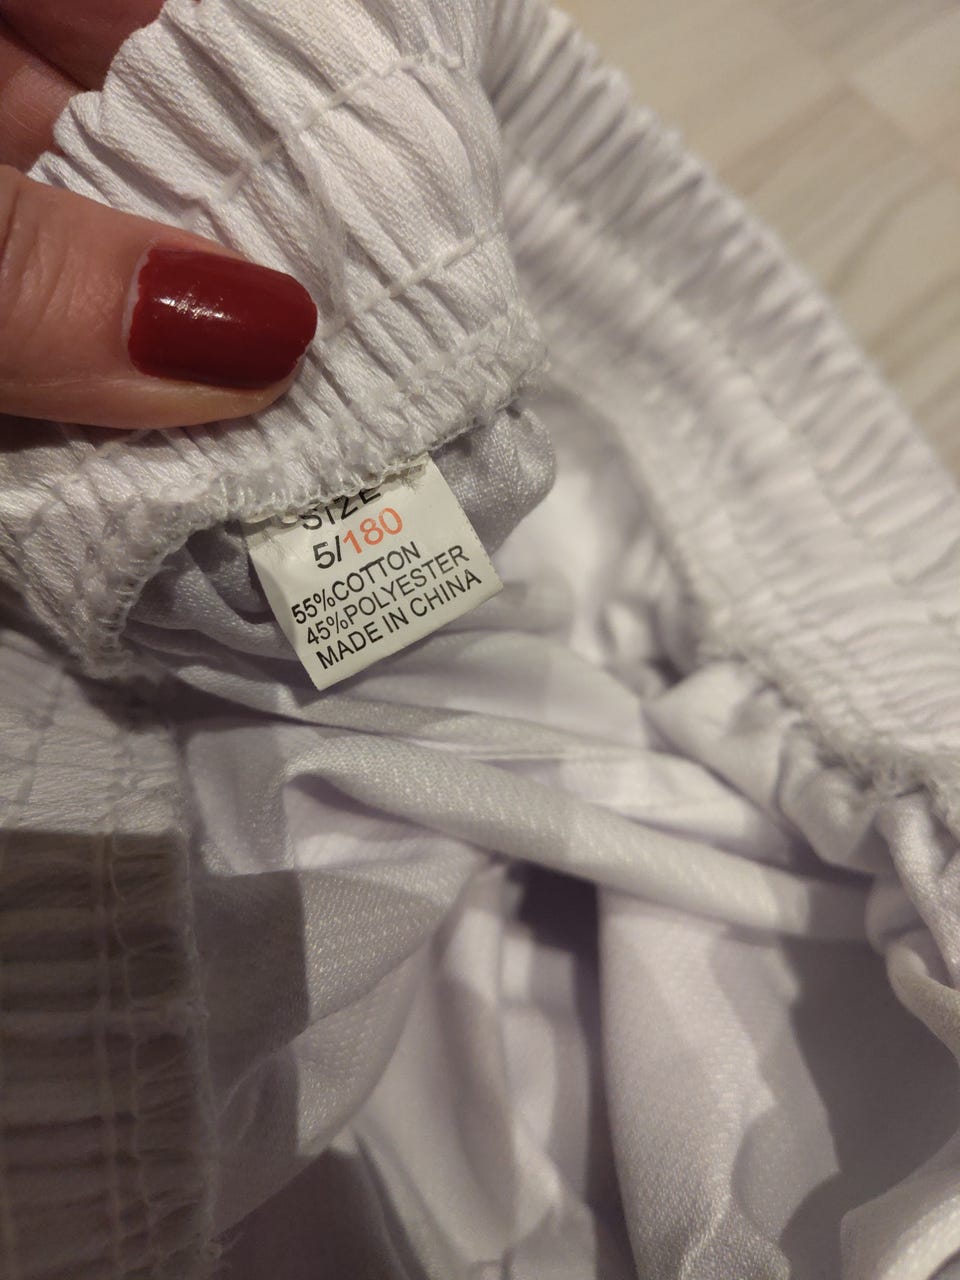 SIZE
5/180
55%COTTON
45%POLYESTER
MADE IN CHINA